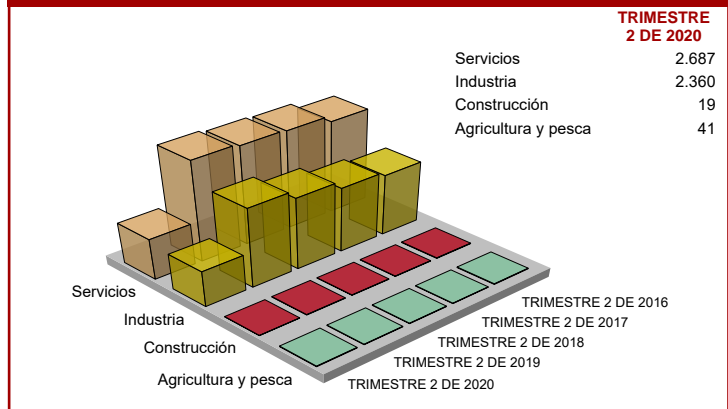 TRIMESTRE
2 DE 2020
Servicios 2.687
Industria 2.360
Construcción 19
Agricultura y pesca 41
Servicios
Industria
Construcción
Agricultura y pesca
TRIMESTRE 2 DE 2016
TRIMESTRE 2 DE 2017
TRIMESTRE 2 DE 2018
TRIMESTRE 2 DE 2019
TRIMESTRE 2 DE 2020